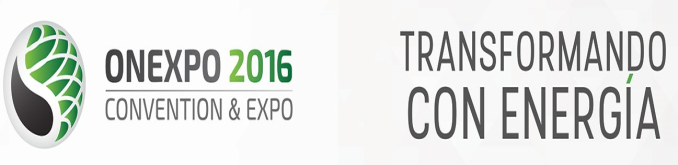 ONEXPO 2016
CONVENTION & EXPO
TRANSFORMANDO
CON ENERGÍA